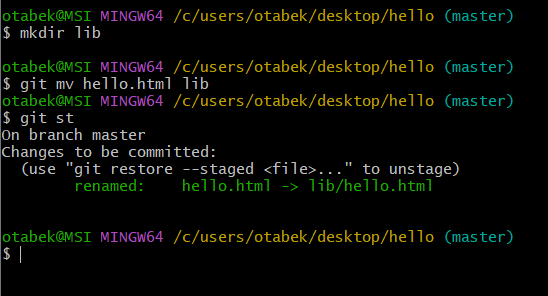 otabek@MSI MINGW64 /c/users/otabek/desktop/hello (master)
$ mkdir lib
otabek@MSI MINGW64 /c/users/otabek/desktop/hello (master)
$ git mv hello.html lib
otabek@MSI MINGW64 /c/users/otabek/desktop/hello (master)
$ git st
On branch master
Changes to be committed:
  (use "git restore --staged <file>..." to unstage)
        renamed:    hello.html -> lib/hello.html
otabek@MSI MINGW64 /c/users/otabek/desktop/hello (master)
$